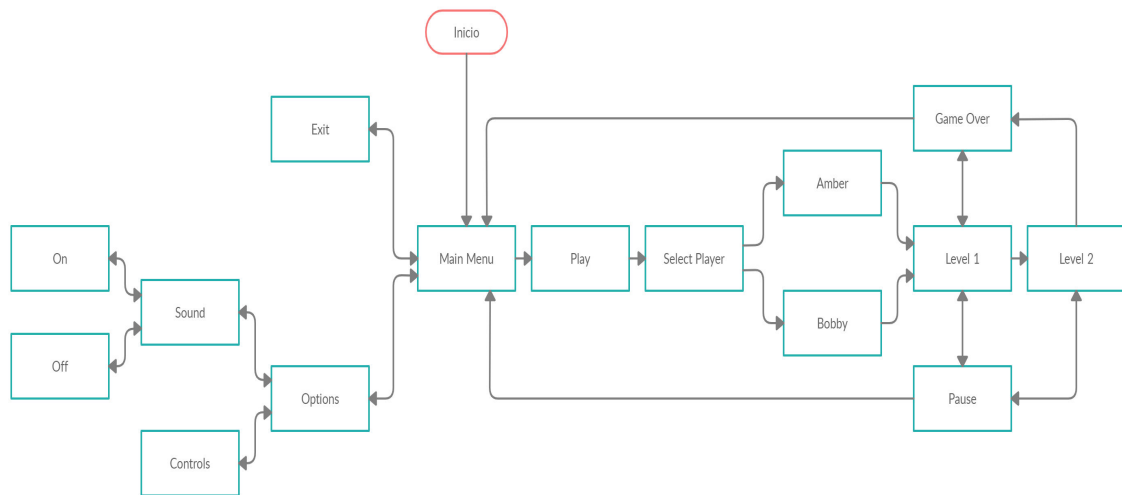 Inicio
Game Over
Exit
Amber
On
Main Menu
Play
Select Player
Level 1
Level 2
Sound
Bobby
Off
Options
Pause
Controls